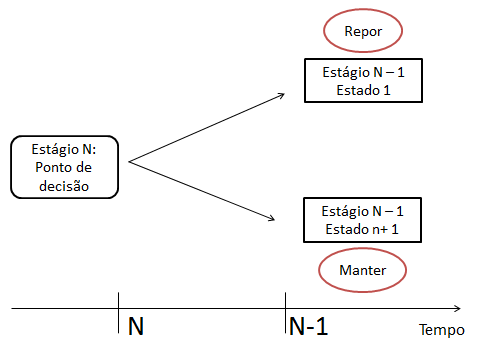 Repor
Estágio N – 1
Estado 1
Estágio N:
Ponto de
decisão
Estágio N – 1
Estado n+ 1
Manter
N
N-1
Tempo